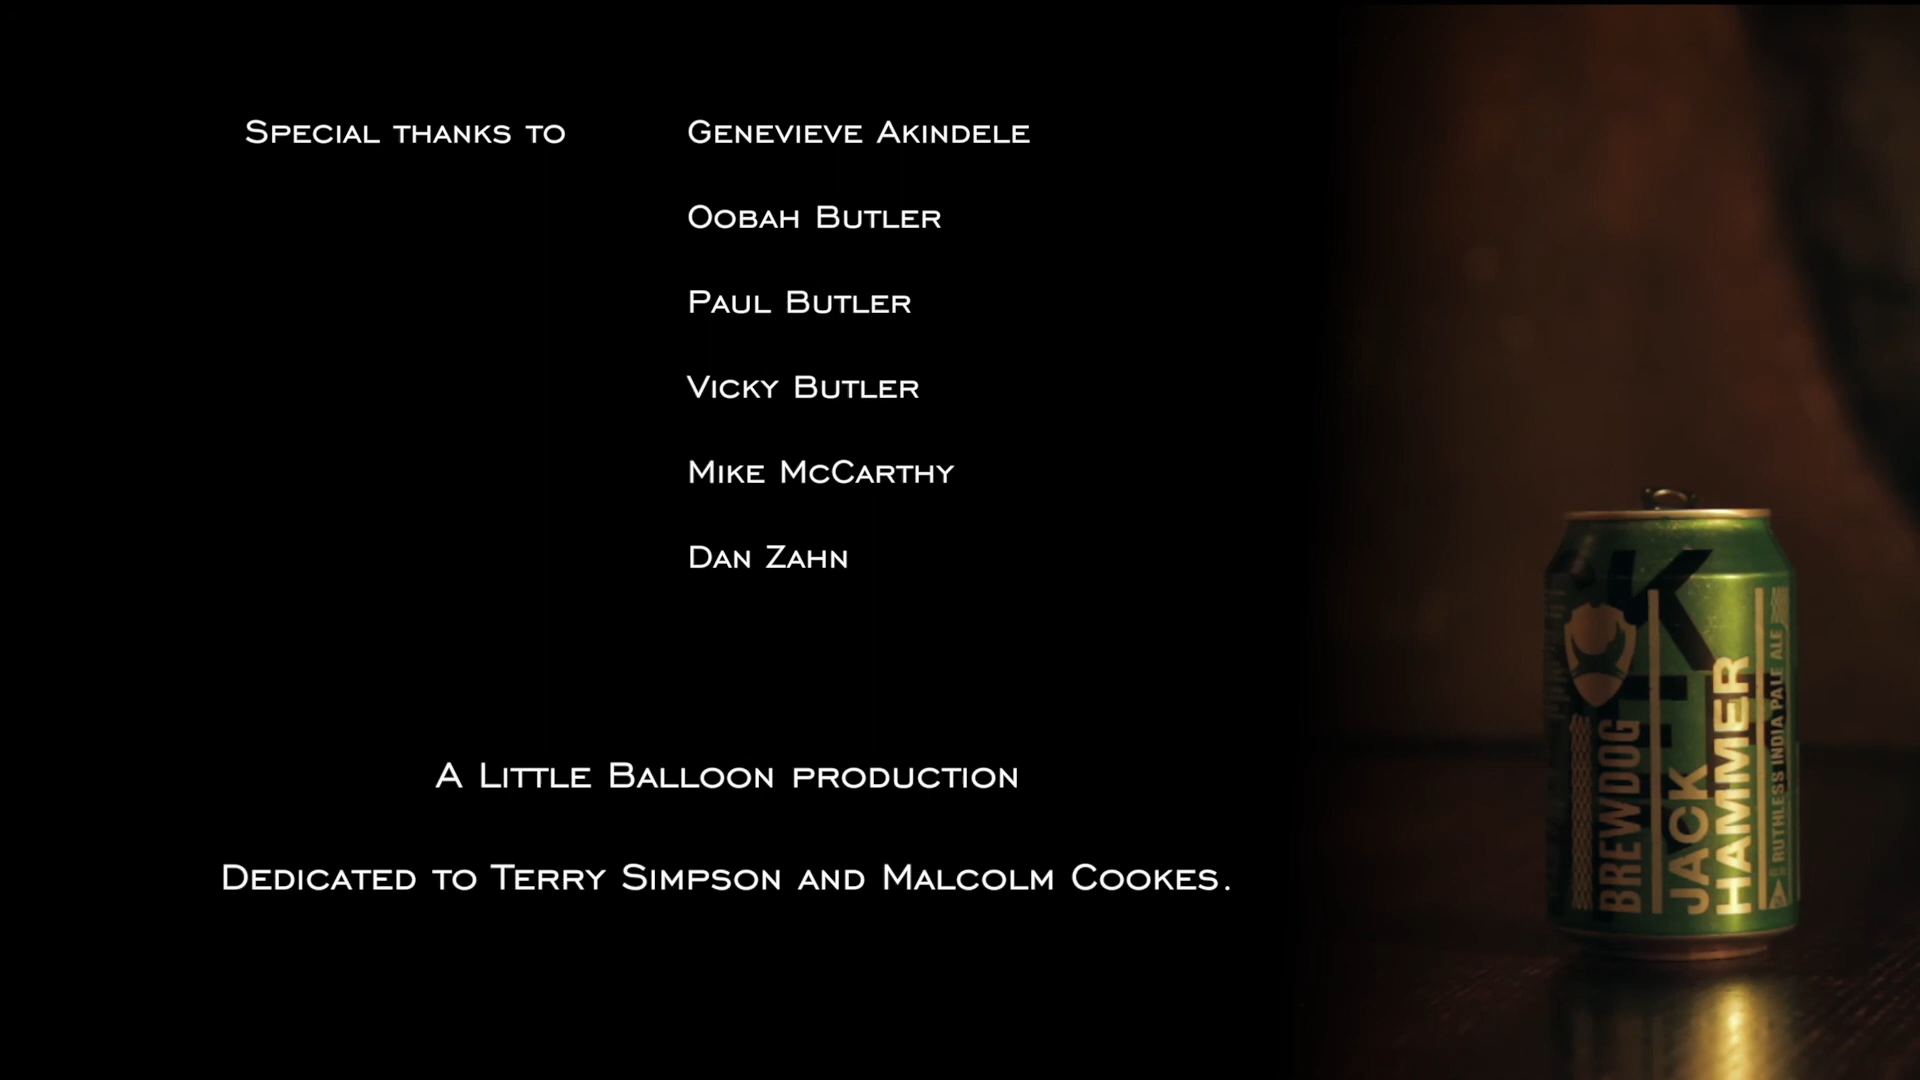 Special thanks to Genevieve Akindele
Oobah Butler
Paul Butler
Vicky Butler
Mike McCarthy
Dan Zahn
A Little Balloon production
Dedicated to Terry Simpson and Malcolm Cookes.
BREWDOG
JACK
HAMMER
RUTHLESS INDIA PALE ALE